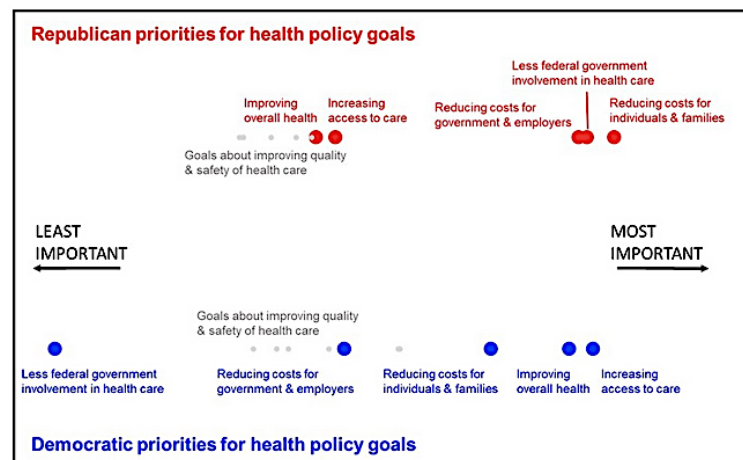 Republican priorities for health policy goals
Less federal government
involvement in health care
Improving
overall health
Increasing
access to care
Reducing costs for
government & employers
Reducing costs for
individuals & families
Goals about improving quality
& safety of health care
LEAST
IMPORTANT
MOST
IMPORTANT
Goals about improving quality
& safety of health care
Less federal government
involvement in health care
Reducing costs for
government & employers
Reducing costs for
individuals & families
Improving
overall health
Increasing
access to care
Democratic priorities for health policy goals